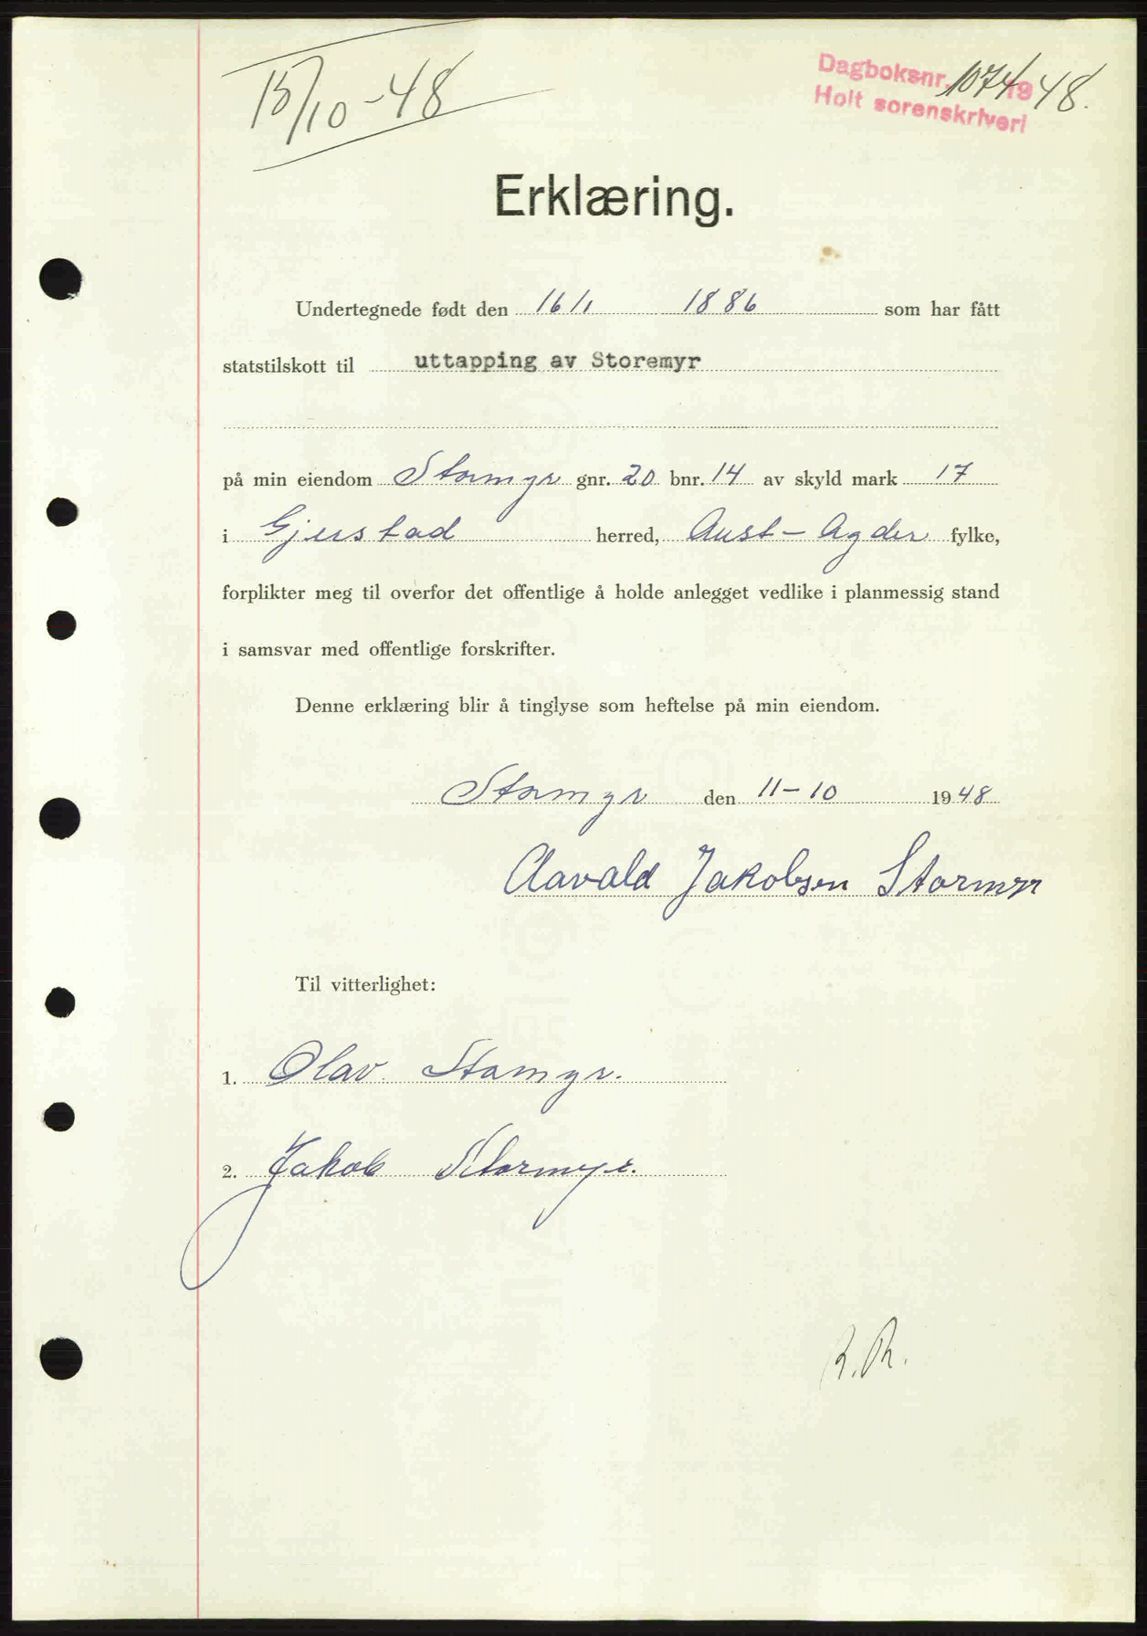 15/10-48
Dagboksnr. 1074 1948.
Holt sorenskriveri
Erklæring.
Undertegnede født den 16/1 1886 som har fått
statstilskott til uttapping av Storemyr
på min eiendom Stormyr gnr. 20 bnr. 14 av skyld mark 17
i Gjerstad herred, Aust-Agder fylke,
forplikter meg til overfor det offentlige å holde anlegget vedlike i planmessig stand
i samsvar med offentlige forskrifter.
Denne erklæring blir å tinglyse som heftelse på min eiendom.
Stormyr den 11-10 1948
Aavald Jakobsen Stormyr
Til vitterlighet:
1. Olav Stormyr.
2. Jakob Stormyr.